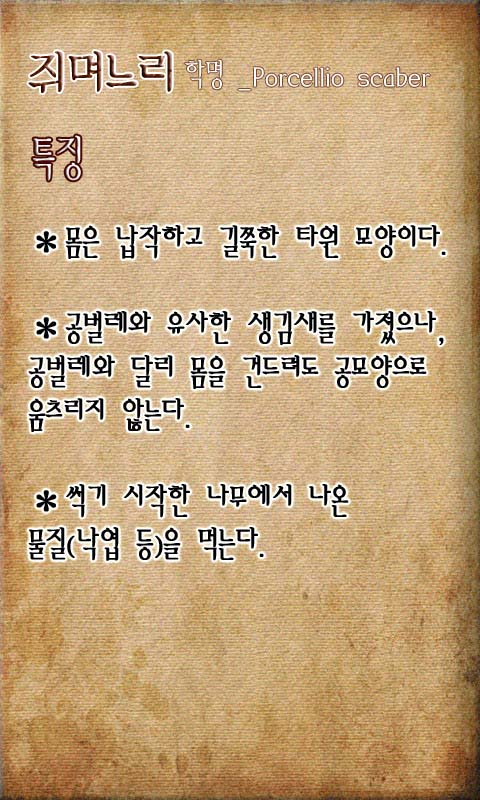 쥐며느리 학명 _Porcellio scaber
특징
* 몸은 납작하고 길쭉한 타원 모양이다.
* 공벌레와 유사한 생김새를 가졌으나,
공벌레와 달리 몸을 건드려도 공모양으로
움츠리지 않는다.
* 썩기 시작한 나무에서 나온
물질(낙엽 등)을 먹는다.